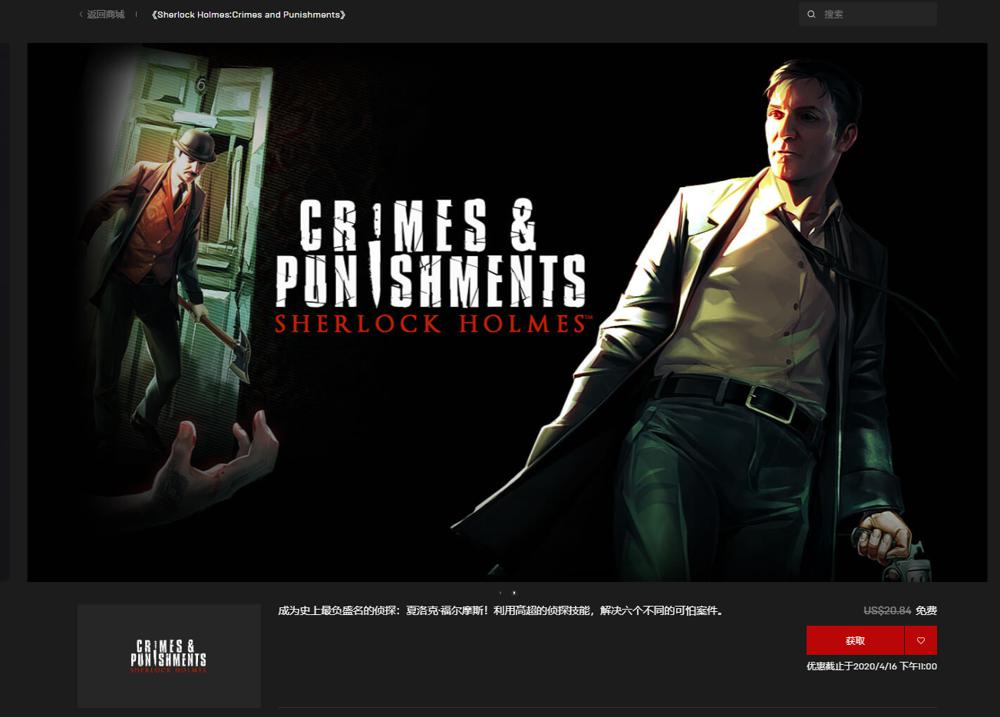 返回商城
《Sherlock Holmes:Crimes and Punishments》
搜索
6
CRIMES &
PUNISHMENTS
SHERLOCK HOLMES™
成为史上最负盛名的侦探：夏洛克·福尔摩斯！利用高超的侦探技能，解决六个不同的可怕案件。
US$20.84 免费
CRIMES &
PUNISHMENTS
SHERLOCK HOLMES
获取
优惠截止于2020/4/16 下午11:00